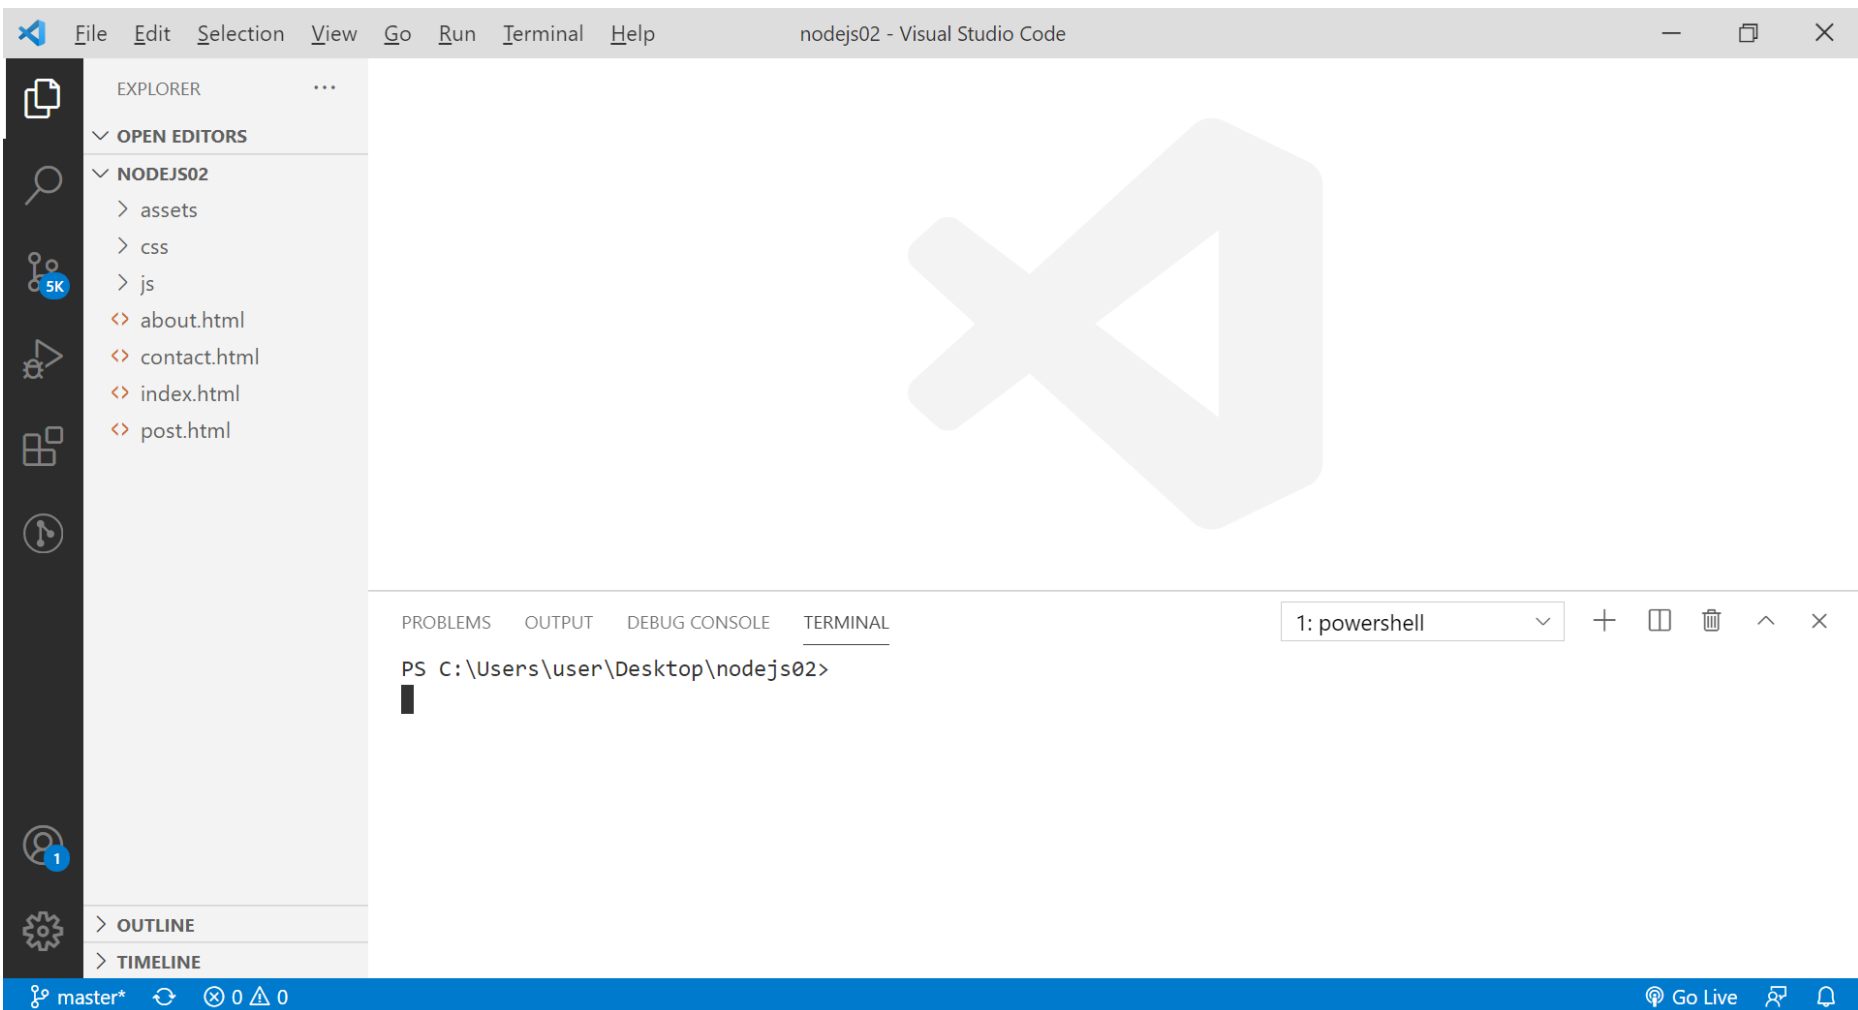 File Edit Selection View Go Run Terminal Help nodejs02 - Visual Studio Code
EXPLORER ···
OPEN EDITORS
NODEJS02
assets
css
5K
js
about.html
contact.html
index.html
post.html
PROBLEMS OUTPUT DEBUG CONSOLE TERMINAL 1: powershell
PS C:\Users\user\Desktop\nodejs02>
1
OUTLINE
TIMELINE
master* 0 0 Go Live